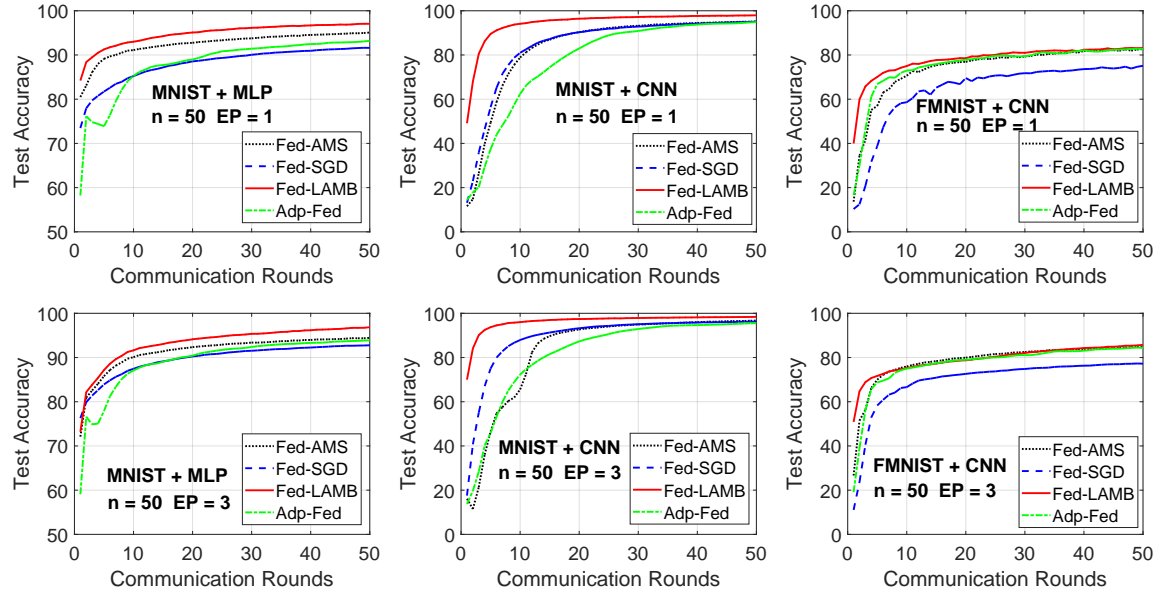 100
90
80
70
60
50
Test Accuracy
MNIST + MLP
n = 50 EP = 1
Fed-AMS
Fed-SGD
Fed-LAMB
Adp-Fed
0 10 20 30 40 50
Communication Rounds
100
80
60
40
20
0
Test Accuracy
MNIST + CNN
n = 50 EP = 1
Fed-AMS
Fed-SGD
Fed-LAMB
Adp-Fed
0 10 20 30 40 50
Communication Rounds
100
80
60
40
20
0
Test Accuracy
FMNIST + CNN
n = 50 EP = 1
Fed-AMS
Fed-SGD
Fed-LAMB
Adp-Fed
0 10 20 30 40 50
Communication Rounds
100
90
80
70
60
50
Test Accuracy
MNIST + MLP
n = 50 EP = 3
Fed-AMS
Fed-SGD
Fed-LAMB
Adp-Fed
0 10 20 30 40 50
Communication Rounds
100
80
60
40
20
0
Test Accuracy
MNIST + CNN
n = 50 EP = 3
Fed-AMS
Fed-SGD
Fed-LAMB
Adp-Fed
0 10 20 30 40 50
Communication Rounds
100
80
60
40
20
0
Test Accuracy
FMNIST + CNN
n = 50 EP = 3
Fed-AMS
Fed-SGD
Fed-LAMB
Adp-Fed
0 10 20 30 40 50
Communication Rounds